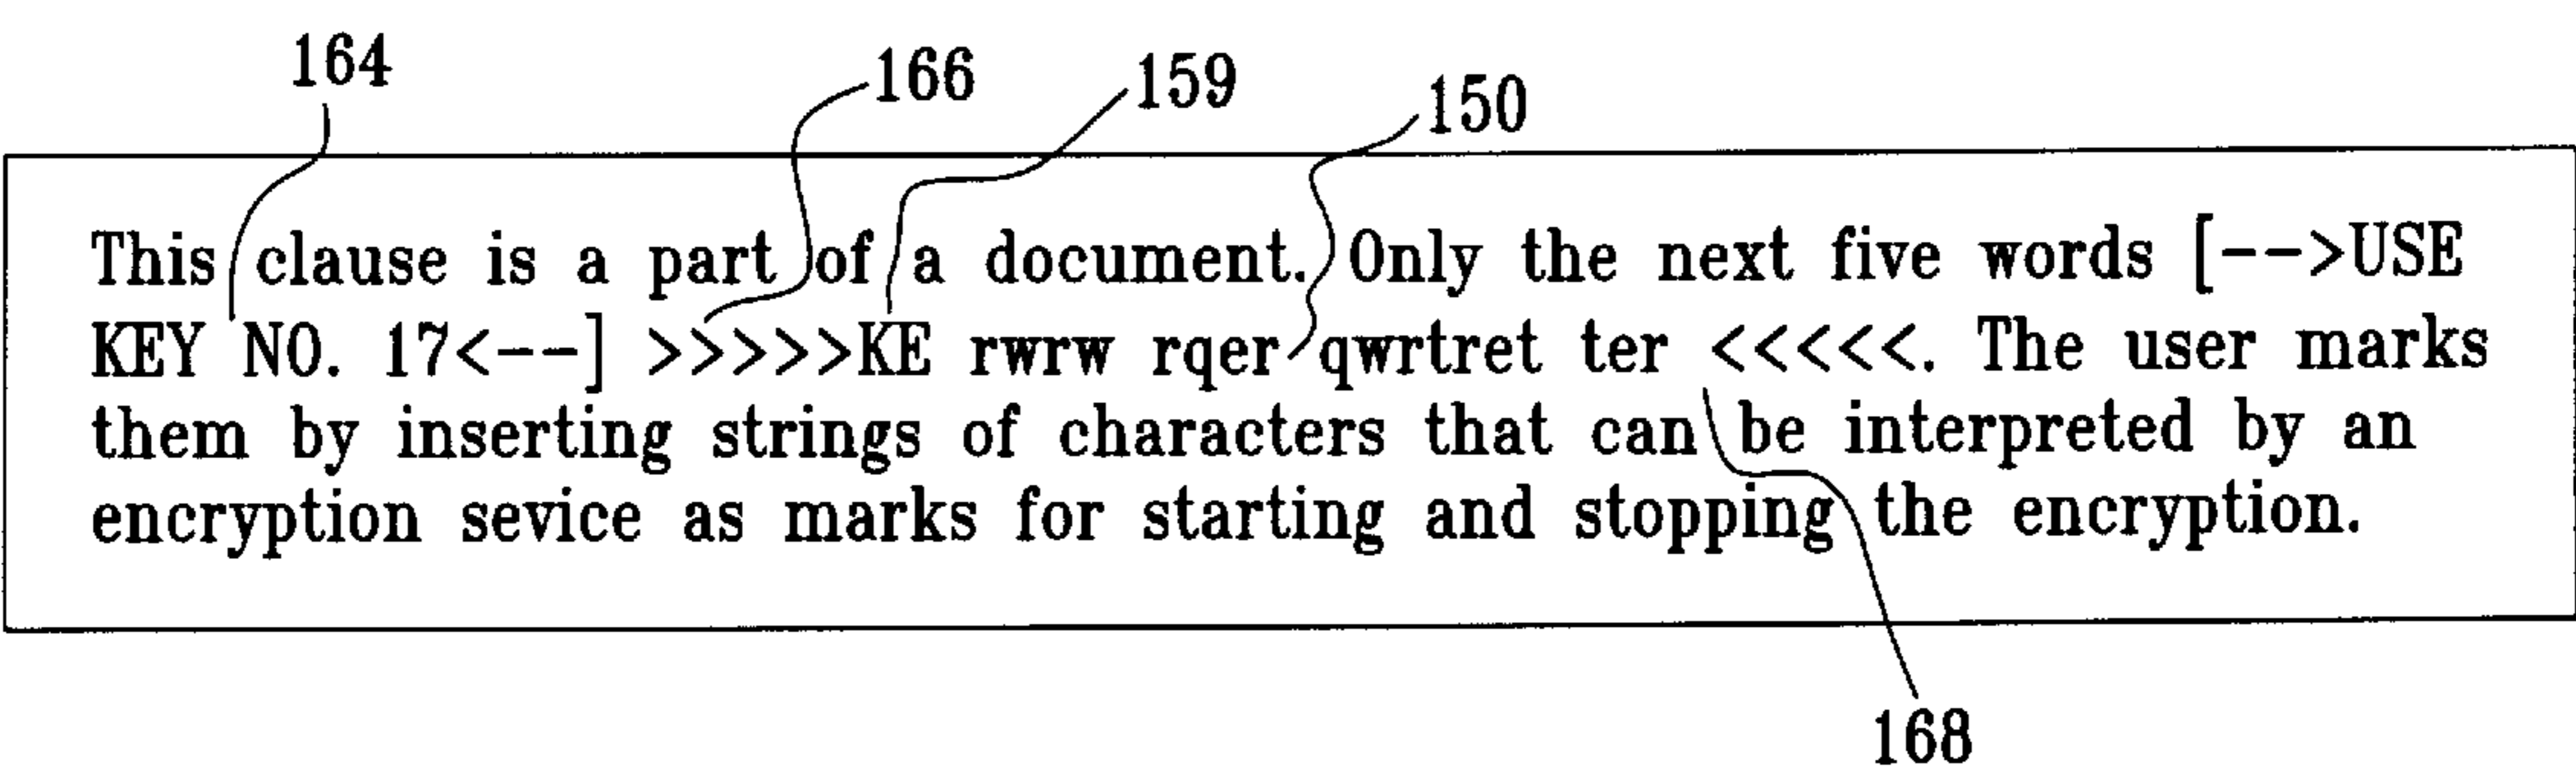 164
166
159
150
This clause is a part of a document. Only the next five words [-->USE
KEY NO. 17<--] >>>>>KE rwrw rqer qwrtret ter <<<<<. The user marks
them by inserting strings of characters that can be interpreted by an
encryption sevice as marks for starting and stopping the encryption.
168